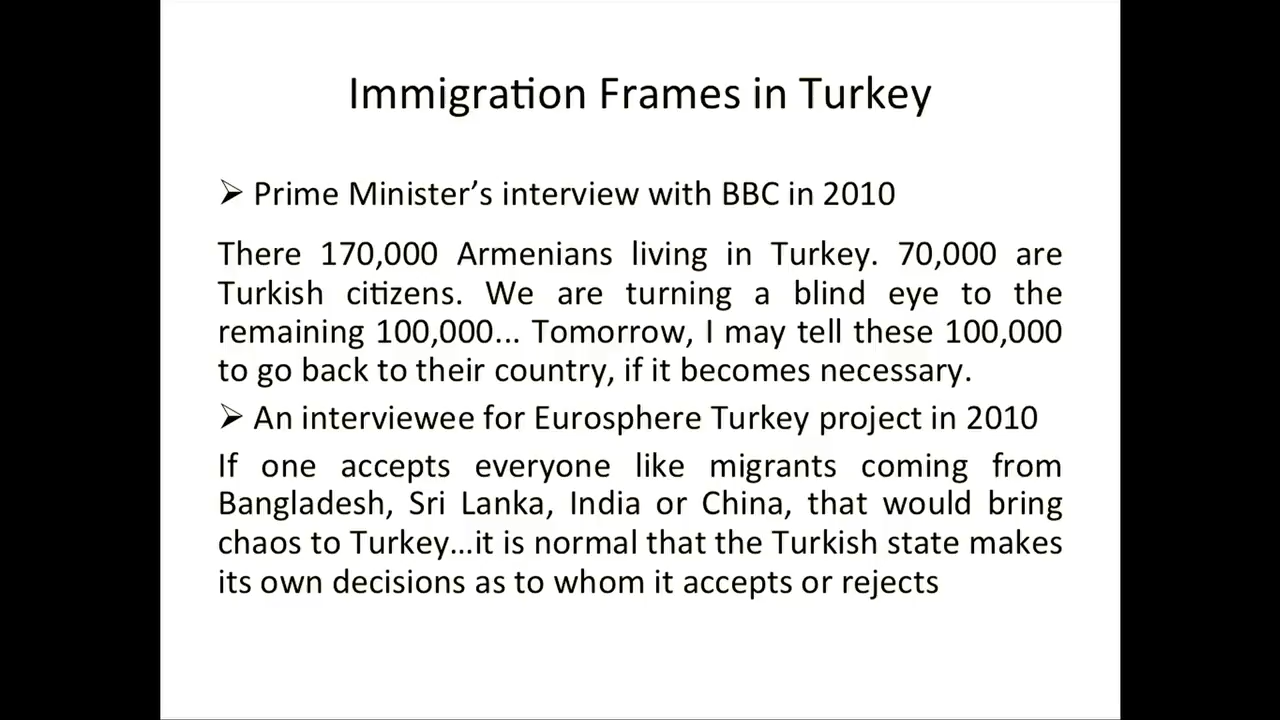 Immigration Frames in Turkey
➢ Prime Minister’s interview with BBC in 2010
There 170,000 Armenians living in Turkey. 70,000 are
Turkish citizens. We are turning a blind eye to the
remaining 100,000... Tomorrow, I may tell these 100,000
to go back to their country, if it becomes necessary.
➢ An interviewee for Eurosphere Turkey project in 2010
If one accepts everyone like migrants coming from
Bangladesh, Sri Lanka, India or China, that would bring
chaos to Turkey…it is normal that the Turkish state makes
its own decisions as to whom it accepts or rejects